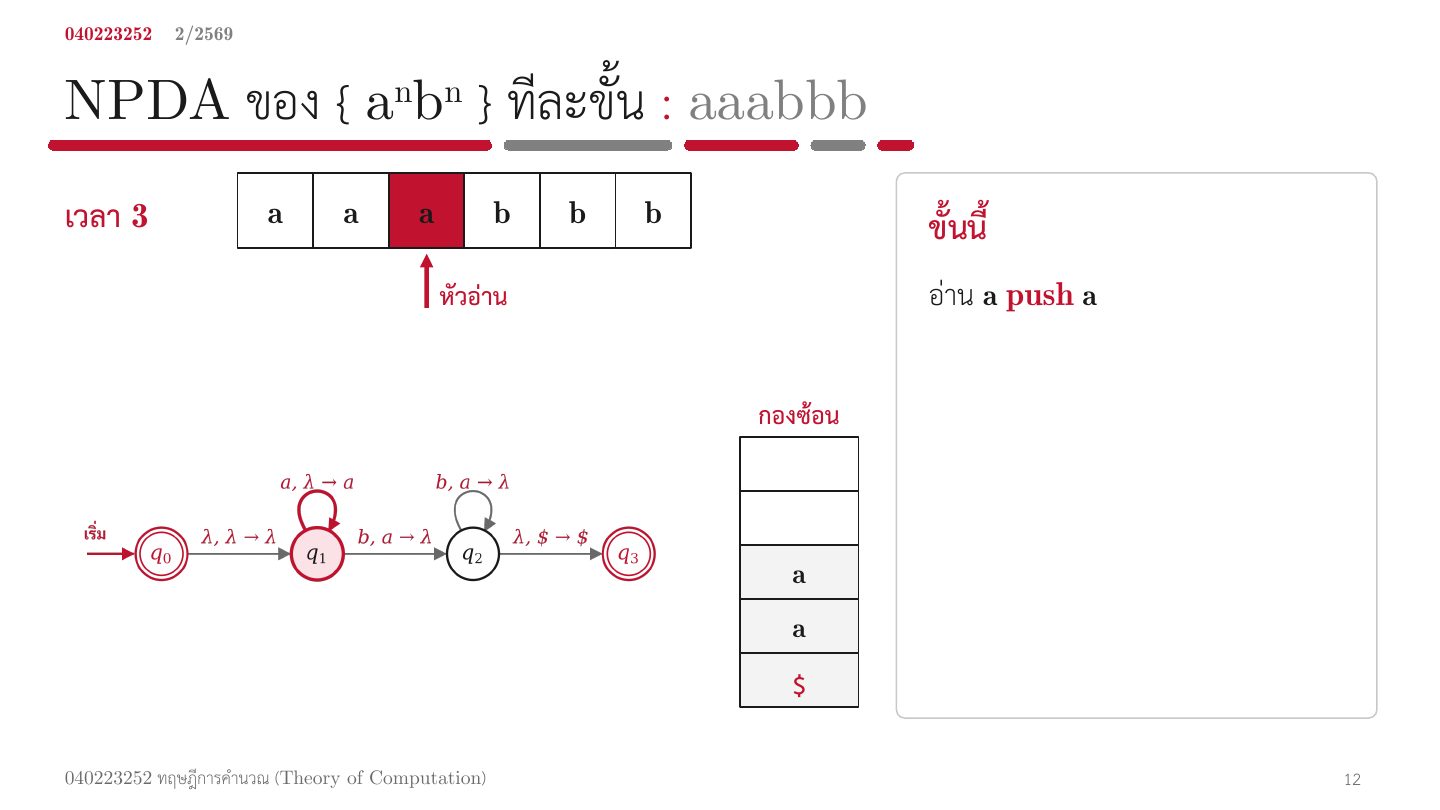 040223252 2/2569
NPDA ของ { aⁿbⁿ } ทีละขั้น : aaabbb
เวลา 3
a a a b b b
หัวอ่าน
ขั้นนี้
อ่าน a push a
กองซ้อน
a
a
$
a, λ → a b, a → λ
เริ่ม q₀ λ, λ → λ q₁ b, a → λ q₂ λ, $ → $ q₃
040223252 ทฤษฎีการคำนวณ (Theory of Computation) 12